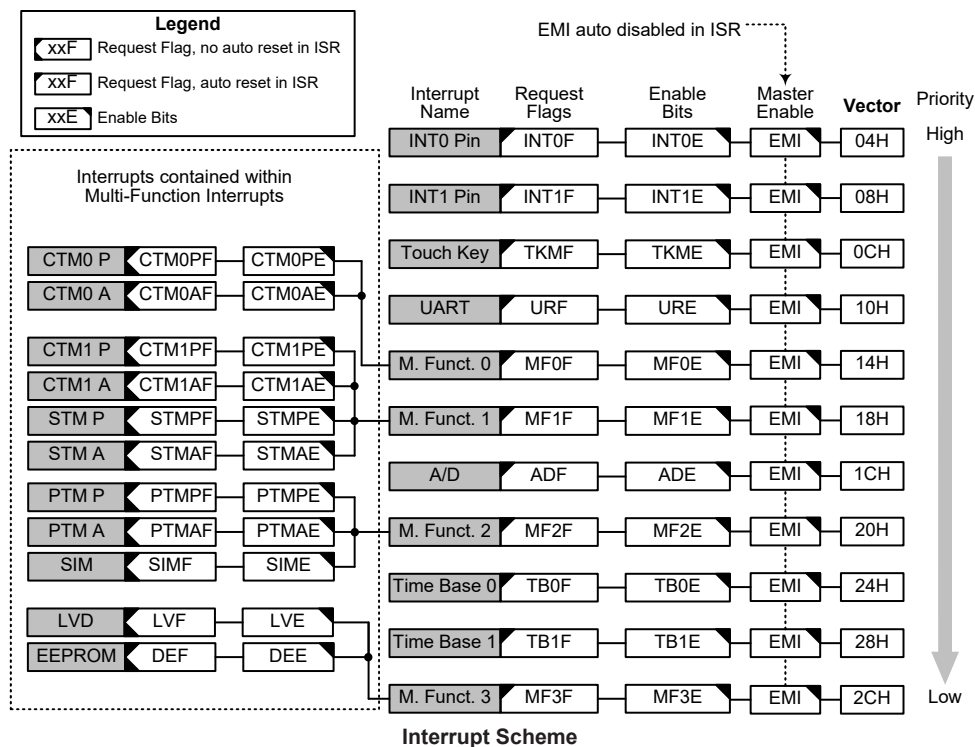 Legend
xxF Request Flag, no auto reset in ISR
xxF Request Flag, auto reset in ISR
xxE Enable Bits
EMI auto disabled in ISR
Interrupt Name Request Flags Enable Bits Master Enable Vector Priority
High
INT0 Pin INT0F INT0E EMI 04H
INT1 Pin INT1F INT1E EMI 08H
Touch Key TKMF TKME EMI 0CH
UART URF URE EMI 10H
M. Funct. 0 MF0F MF0E EMI 14H
M. Funct. 1 MF1F MF1E EMI 18H
A/D ADF ADE EMI 1CH
M. Funct. 2 MF2F MF2E EMI 20H
Time Base 0 TB0F TB0E EMI 24H
Time Base 1 TB1F TB1E EMI 28H
M. Funct. 3 MF3F MF3E EMI 2CH
Low
Interrupts contained within
Multi-Function Interrupts
CTM0 P CTM0PF CTM0PE
CTM0 A CTM0AF CTM0AE
CTM1 P CTM1PF CTM1PE
CTM1 A CTM1AF CTM1AE
STM P STMPF STMPE
STM A STMAF STMAE
PTM P PTMPF PTMPE
PTM A PTMAF PTMAE
SIM SIMF SIME
LVD LVF LVE
EEPROM DEF DEE
Interrupt Scheme